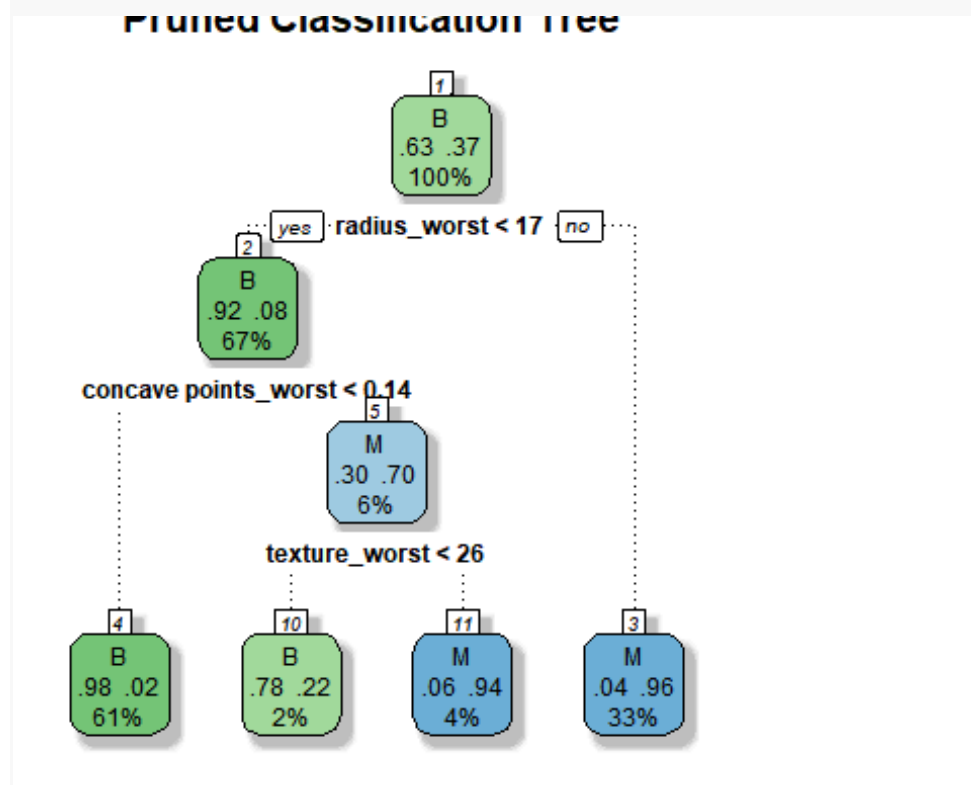 Pruned Classification Tree
1
B
.63 .37
100%
yes radius_worst < 17 no
2
B
.92 .08
67%
concave points_worst < 0.14
5
M
.30 .70
6%
texture_worst < 26
4
B
.98 .02
61%
10
B
.78 .22
2%
11
M
.06 .94
4%
3
M
.04 .96
33%